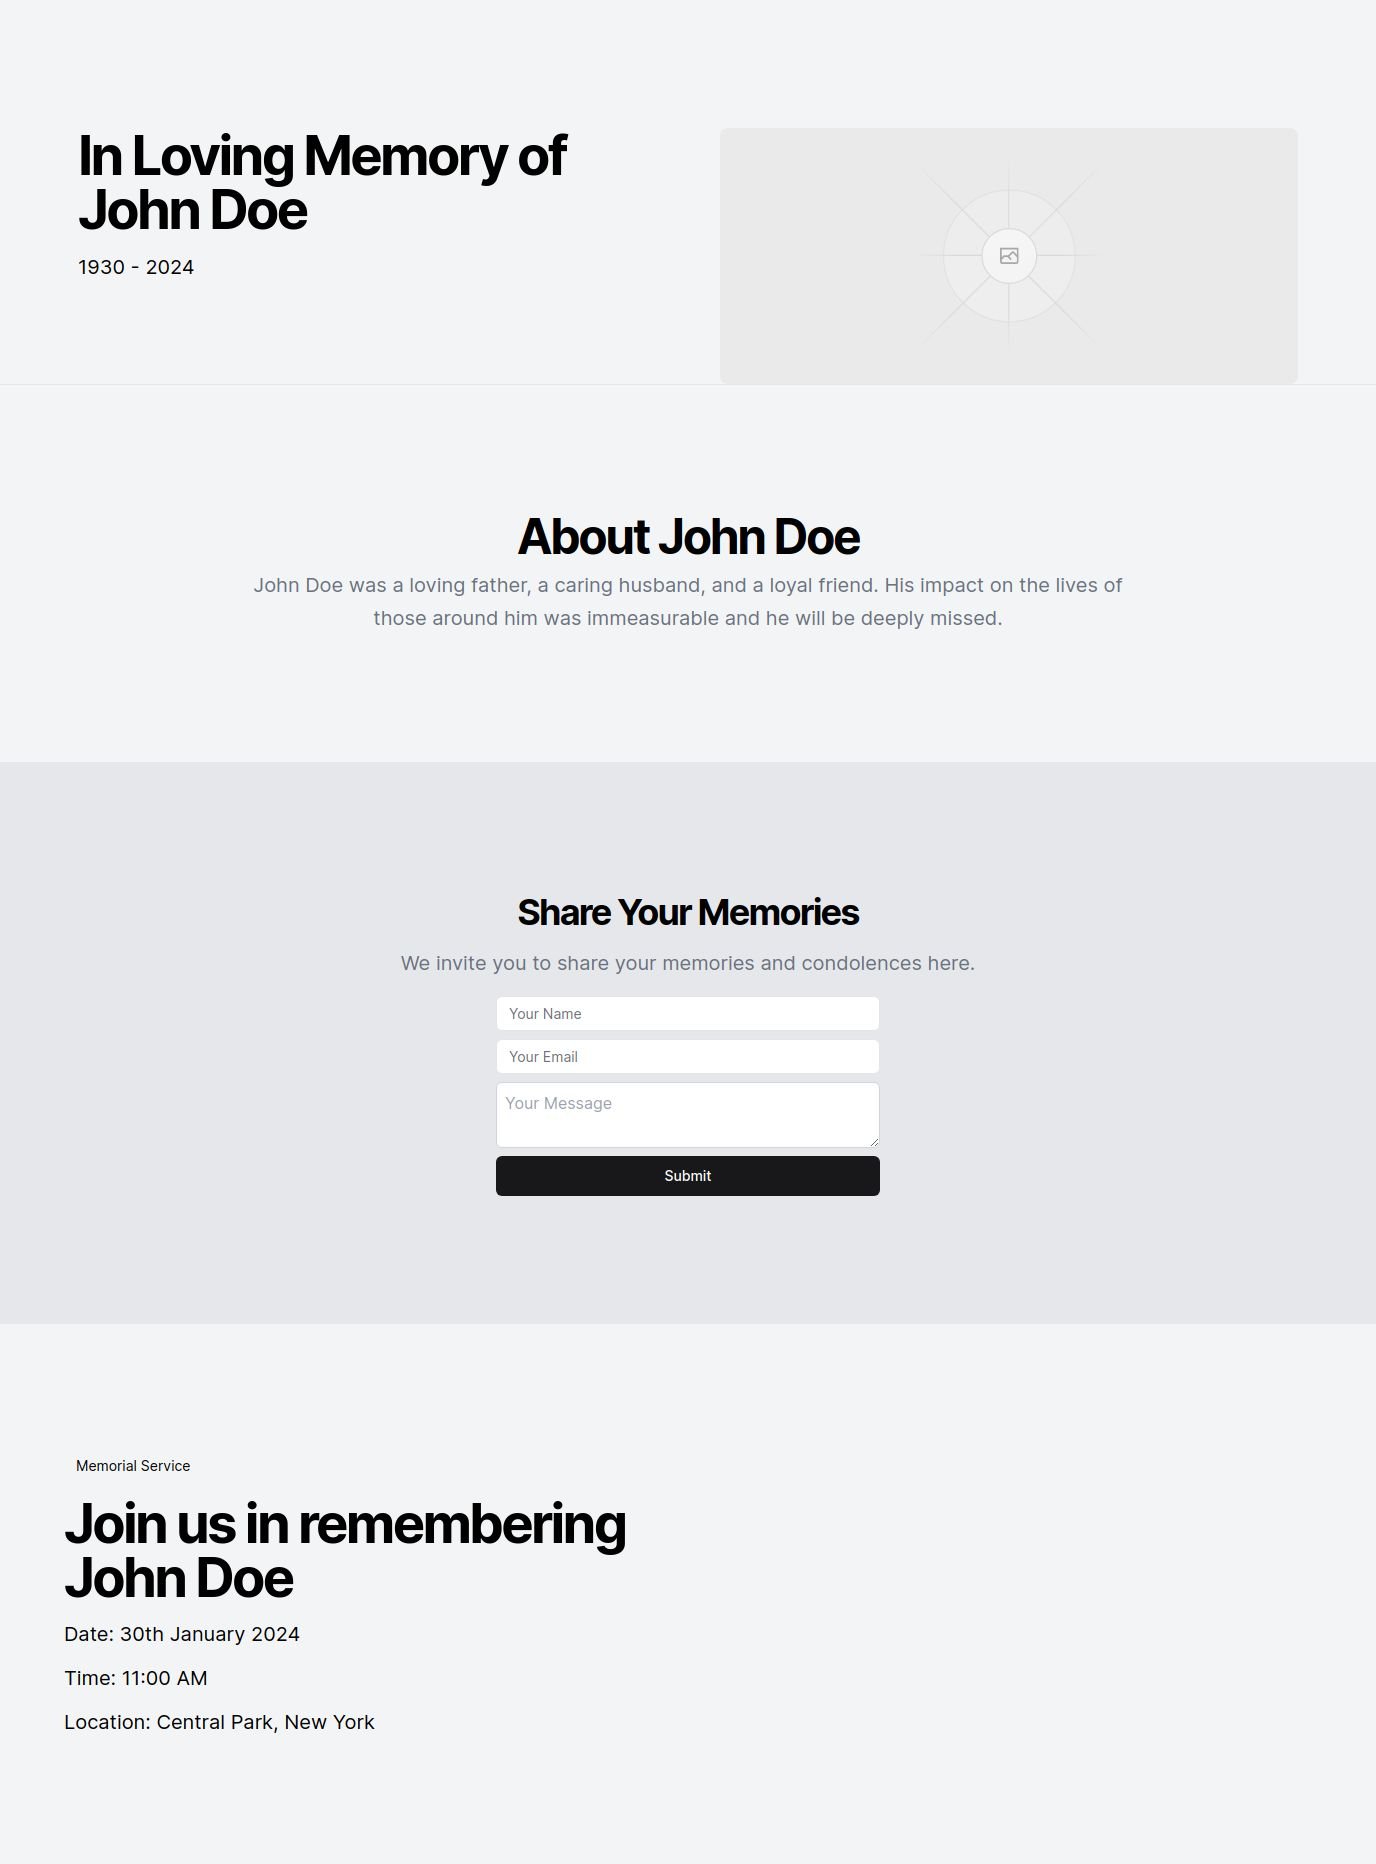 In Loving Memory of
John Doe
1930 - 2024
About John Doe
John Doe was a loving father, a caring husband, and a loyal friend. His impact on the lives of
those around him was immeasurable and he will be deeply missed.
Share Your Memories
We invite you to share your memories and condolences here.
Your Name
Your Email
Your Message
Submit
Memorial Service
Join us in remembering
John Doe
Date: 30th January 2024
Time: 11:00 AM
Location: Central Park, New York